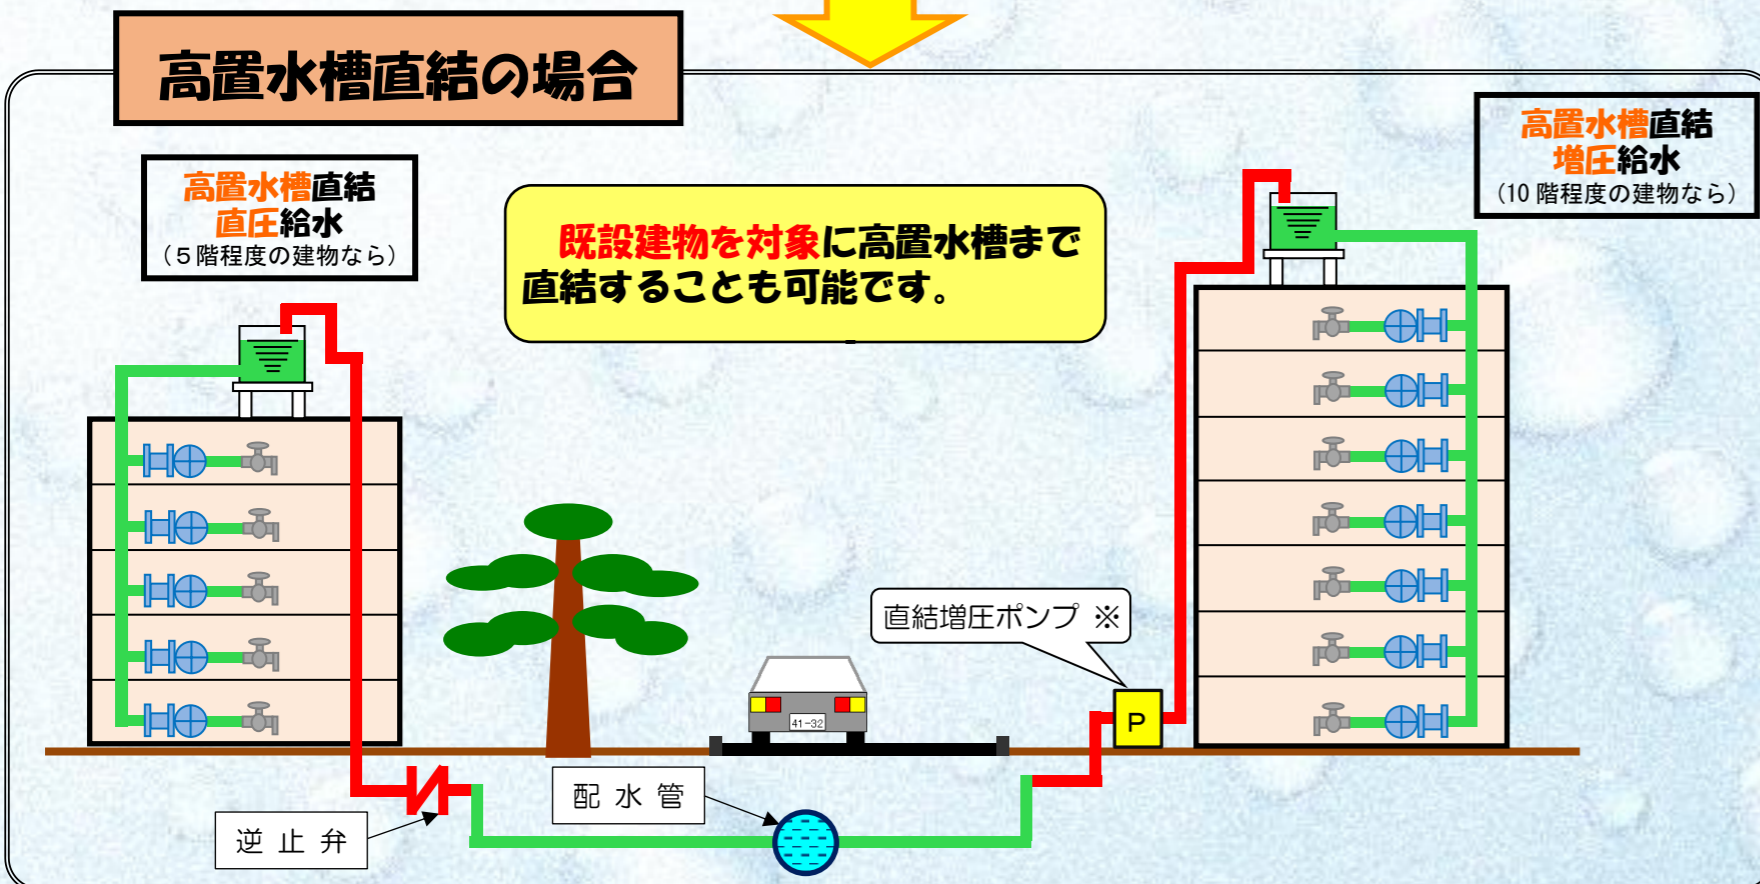 高置水槽直結の場合
高置水槽直結
直圧給水
（５階程度の建物なら）
既設建物を対象に高置水槽まで
直結することも可能です。
高置水槽直結
増圧給水
（10 階程度の建物なら）
直結増圧ポンプ ※
P
41-32
配 水 管
逆 止 弁